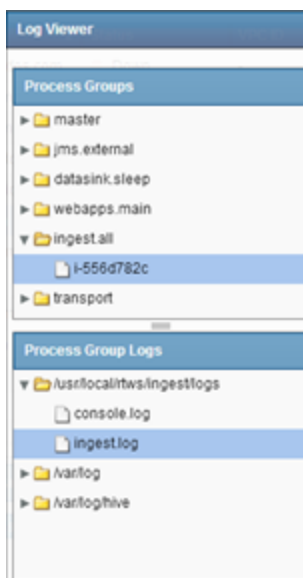 Log Viewer
Process Groups
master
jms.external
datasink.sleep
webapps.main
ingest.all
i-556d782c
transport
Process Group Logs
/usr/local/rtws/ingest/logs
console.log
ingest.log
/var/log
/var/log/hive